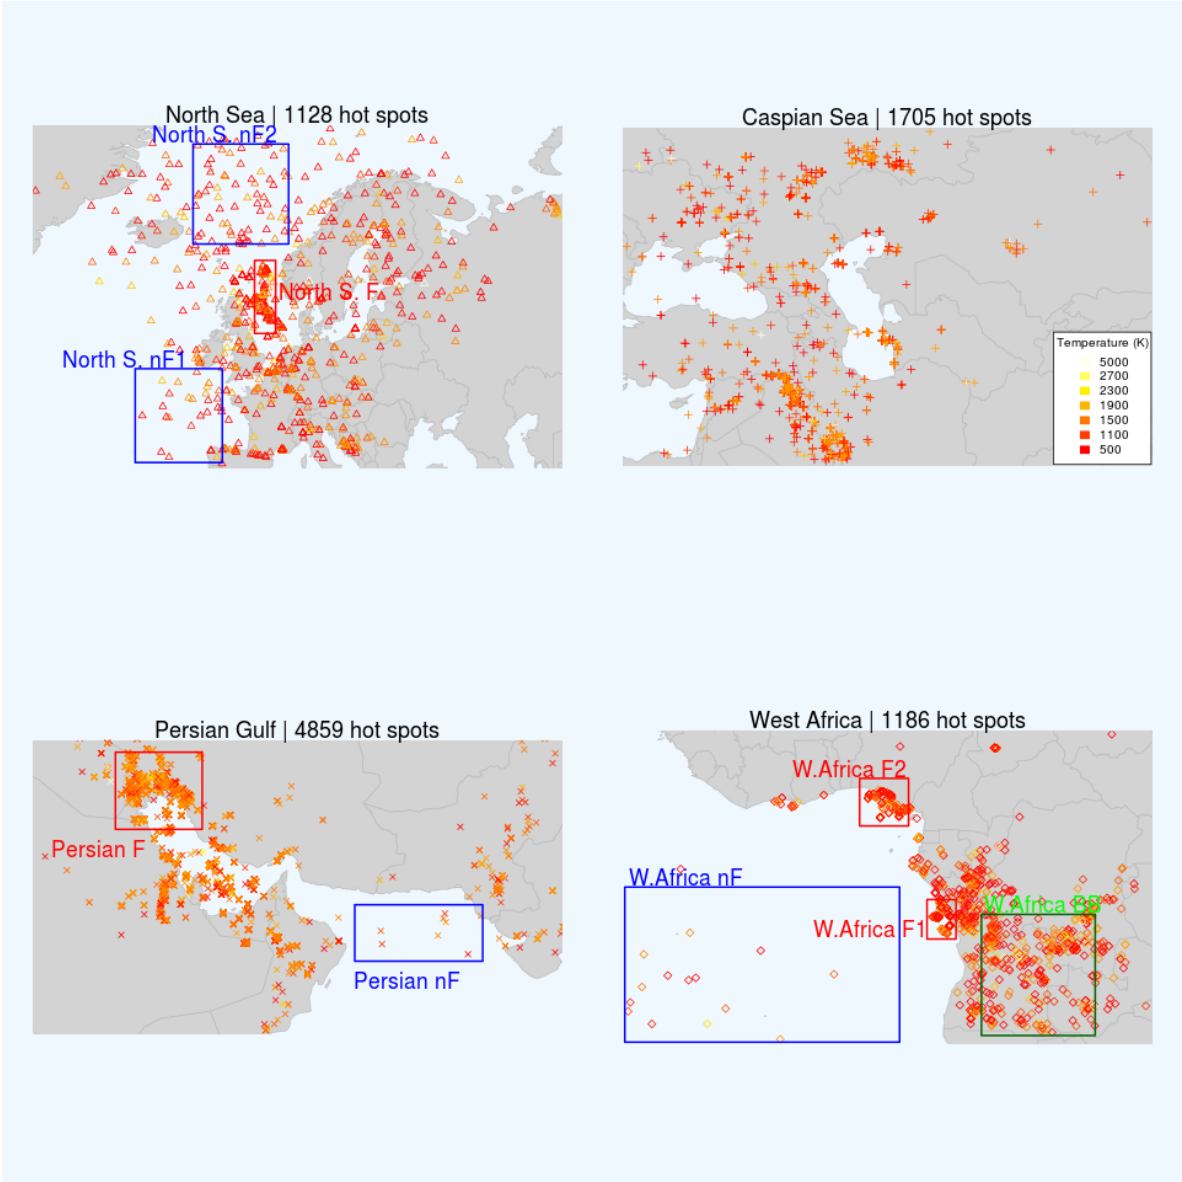 North Sea | 1128 hot spots
North S. nF2
North S. F
North S. nF1
Caspian Sea | 1705 hot spots
Temperature (K)
5000
2700
2300
1900
1500
1100
500
Persian Gulf | 4859 hot spots
Persian F
Persian nF
West Africa | 1186 hot spots
W.Africa F2
W.Africa nF
W.Africa BB
W.Africa F1